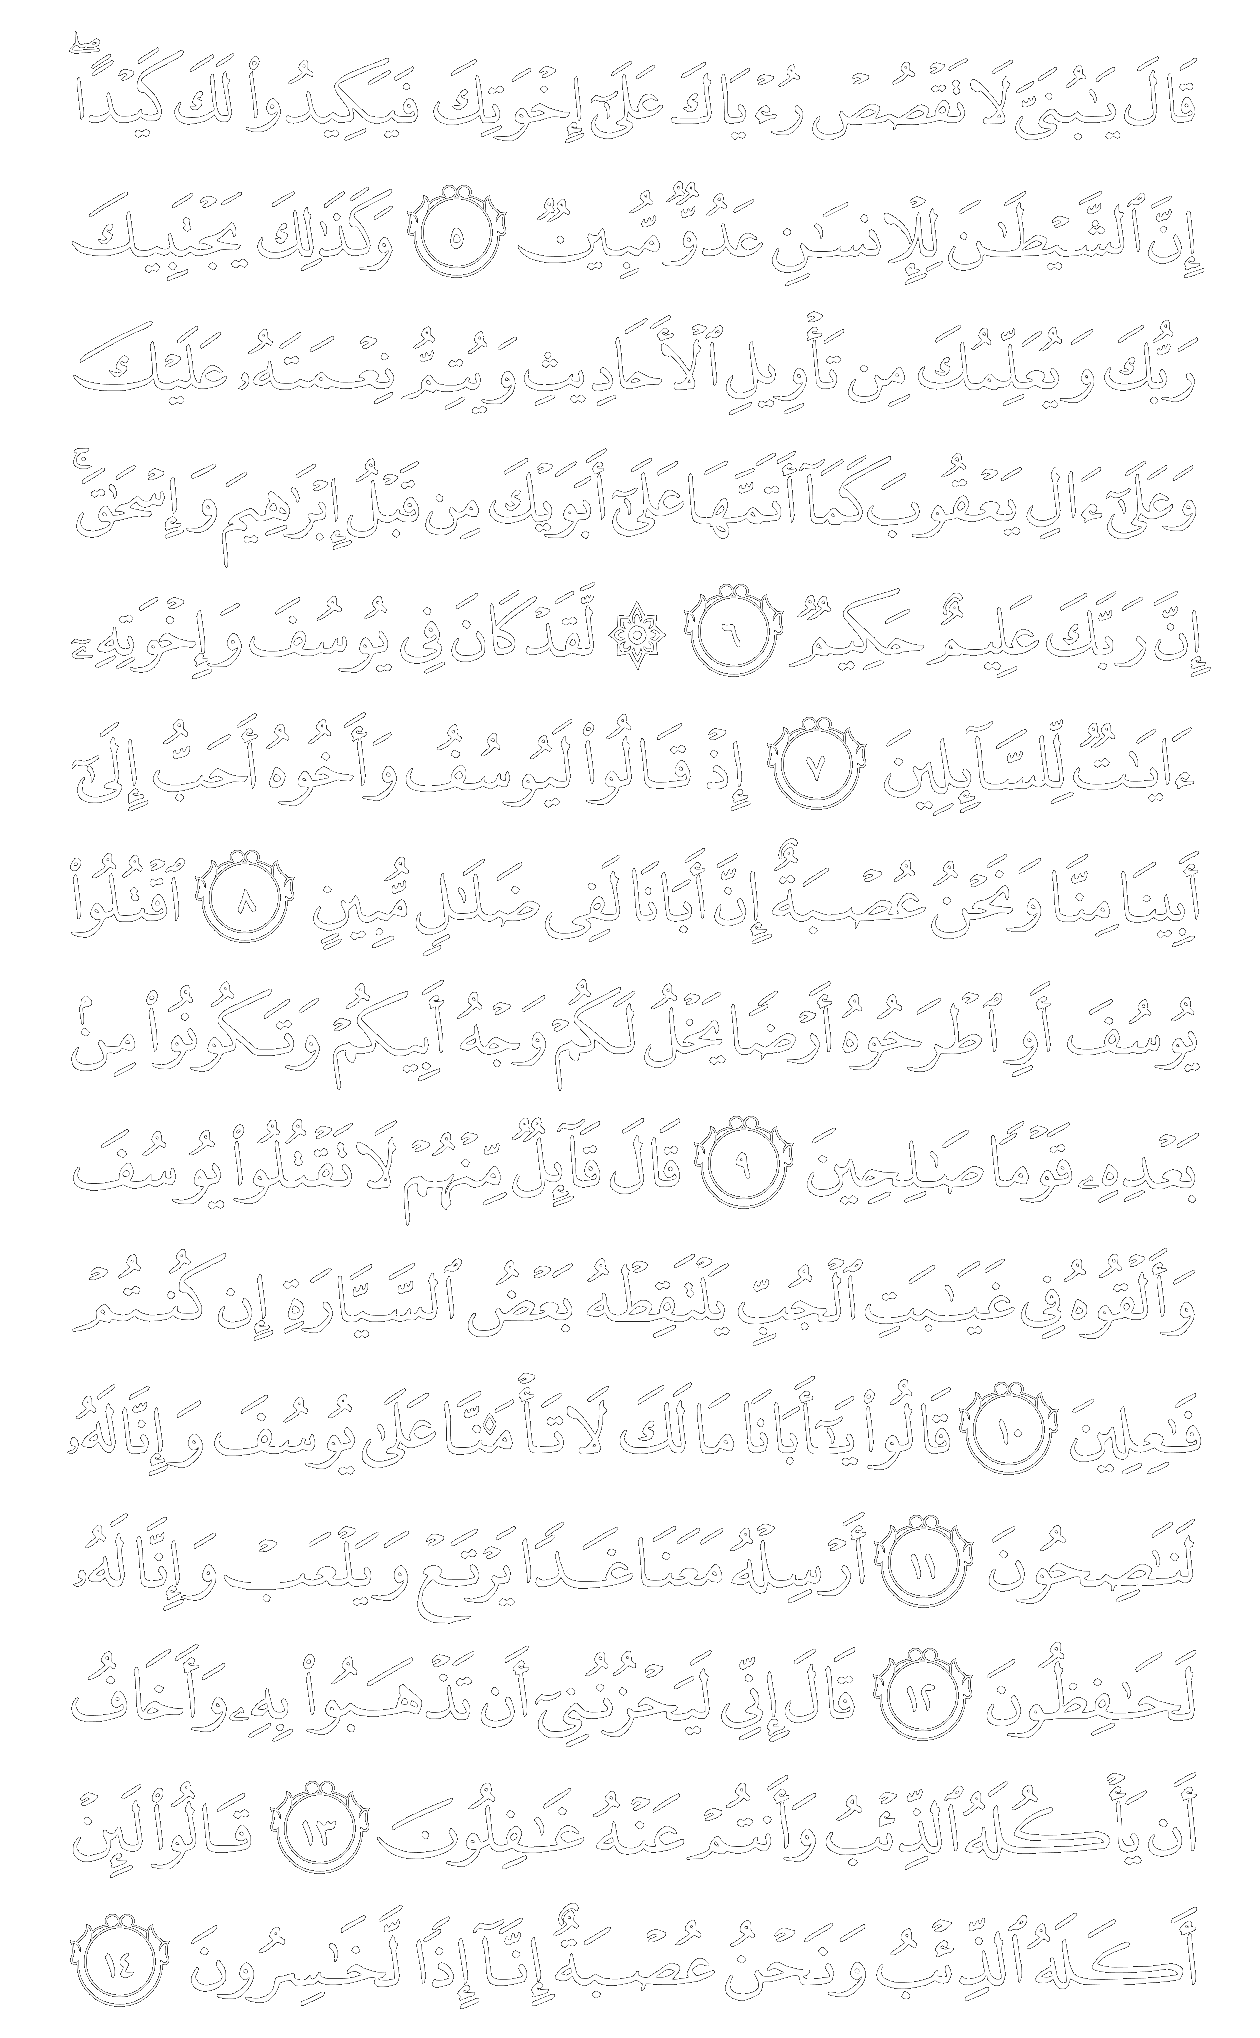 قَالَ يَـٰبُنَىَّ لَا تَقْصُصْ رُءْيَاكَ عَلَىٰٓ إِخْوَتِكَ فَيَكِيدُوا۟ لَكَ كَيْدًا ۖ
إِنَّ ٱلشَّيْطَـٰنَ لِلْإِنسَـٰنِ عَدُوٌّ مُّبِينٌ ٥ وَكَذَٰلِكَ يَجْتَبِيكَ
رَبُّكَ وَيُعَلِّمُكَ مِن تَأْوِيلِ ٱلْأَحَادِيثِ وَيُتِمُّ نِعْمَتَهُۥ عَلَيْكَ
وَعَلَىٰٓ ءَالِ يَعْقُوبَ كَمَآ أَتَمَّهَا عَلَىٰٓ أَبَوَيْكَ مِن قَبْلُ إِبْرَٰهِيمَ وَإِسْحَـٰقَ ۚ
إِنَّ رَبَّكَ عَلِيمٌ حَكِيمٌ ٦ ۞ لَّقَدْ كَانَ فِى يُوسُفَ وَإِخْوَتِهِۦٓ
ءَايَـٰتٌ لِّلسَّآئِلِينَ ٧ إِذْ قَالُوا۟ لَيُوسُفُ وَأَخُوهُ أَحَبُّ إِلَىٰٓ
أَبِينَا مِنَّا وَنَحْنُ عُصْبَةٌ إِنَّ أَبَانَا لَفِى ضَلَـٰلٍ مُّبِينٍ ٨ ٱقْتُلُوا۟
يُوسُفَ أَوِ ٱطْرَحُوهُ أَرْضًا يَخْلُ لَكُمْ وَجْهُ أَبِيكُمْ وَتَكُونُوا۟ مِنۢ
بَعْدِهِۦ قَوْمًا صَـٰلِحِينَ ٩ قَالَ قَآئِلٌ مِّنْهُمْ لَا تَقْتُلُوا۟ يُوسُفَ
وَأَلْقُوهُ فِى غَيَـٰبَتِ ٱلْجُبِّ يَلْتَقِطْهُ بَعْضُ ٱلسَّيَّارَةِ إِن كُنتُمْ
فَـٰعِلِينَ ١٠ قَالُوا۟ يَـٰٓأَبَانَا مَا لَكَ لَا تَأْمَ۫نَّا عَلَىٰ يُوسُفَ وَإِنَّا لَهُۥ
لَنَـٰصِحُونَ ١١ أَرْسِلْهُ مَعَنَا غَدًا يَرْتَعْ وَيَلْعَبْ وَإِنَّا لَهُۥ
لَحَـٰفِظُونَ ١٢ قَالَ إِنِّى لَيَحْزُنُنِىٓ أَن تَذْهَبُوا۟ بِهِۦ وَأَخَافُ
أَن يَأْكُلَهُ ٱلذِّئْبُ وَأَنتُمْ عَنْهُ غَـٰفِلُونَ ١٣ قَالُوا۟ لَئِنْ
أَكَلَهُ ٱلذِّئْبُ وَنَحْنُ عُصْبَةٌ إِنَّآ إِذًا لَّخَـٰسِرُونَ ١٤